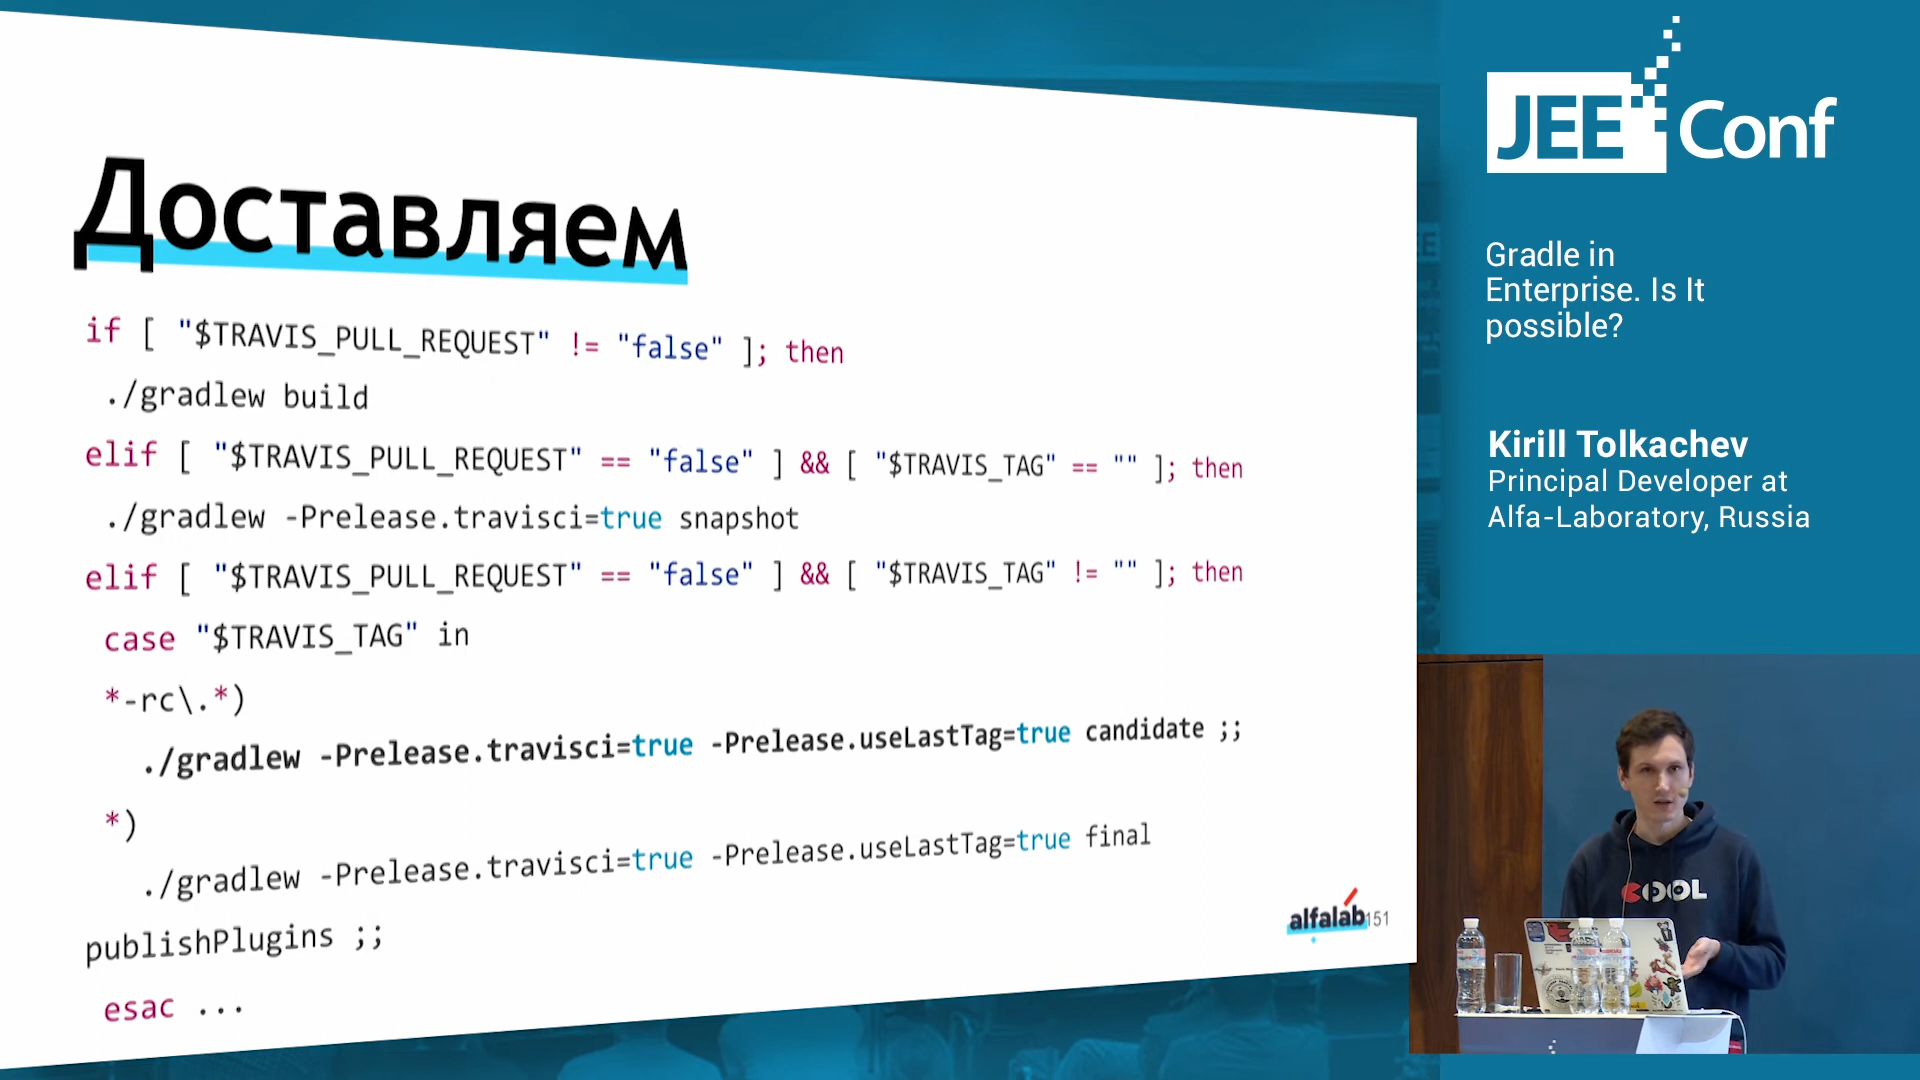 Доставляем
if [ "$TRAVIS_PULL_REQUEST" != "false" ]; then
./gradlew build
elif [ "$TRAVIS_PULL_REQUEST" == "false" ] && [ "$TRAVIS_TAG" == "" ]; then
./gradlew -Prelease.travisci=true snapshot
elif [ "$TRAVIS_PULL_REQUEST" == "false" ] && [ "$TRAVIS_TAG" != "" ]; then
case "$TRAVIS_TAG" in
*-rc\.*)
./gradlew -Prelease.travisci=true -Prelease.useLastTag=true candidate ;;
*)
./gradlew -Prelease.travisci=true -Prelease.useLastTag=true final
publishPlugins ;;
esac ...
alfalab 151
JEE Conf
Gradle in
Enterprise. Is It
possible?
Kirill Tolkachev
Principal Developer at
Alfa-Laboratory, Russia
COOL